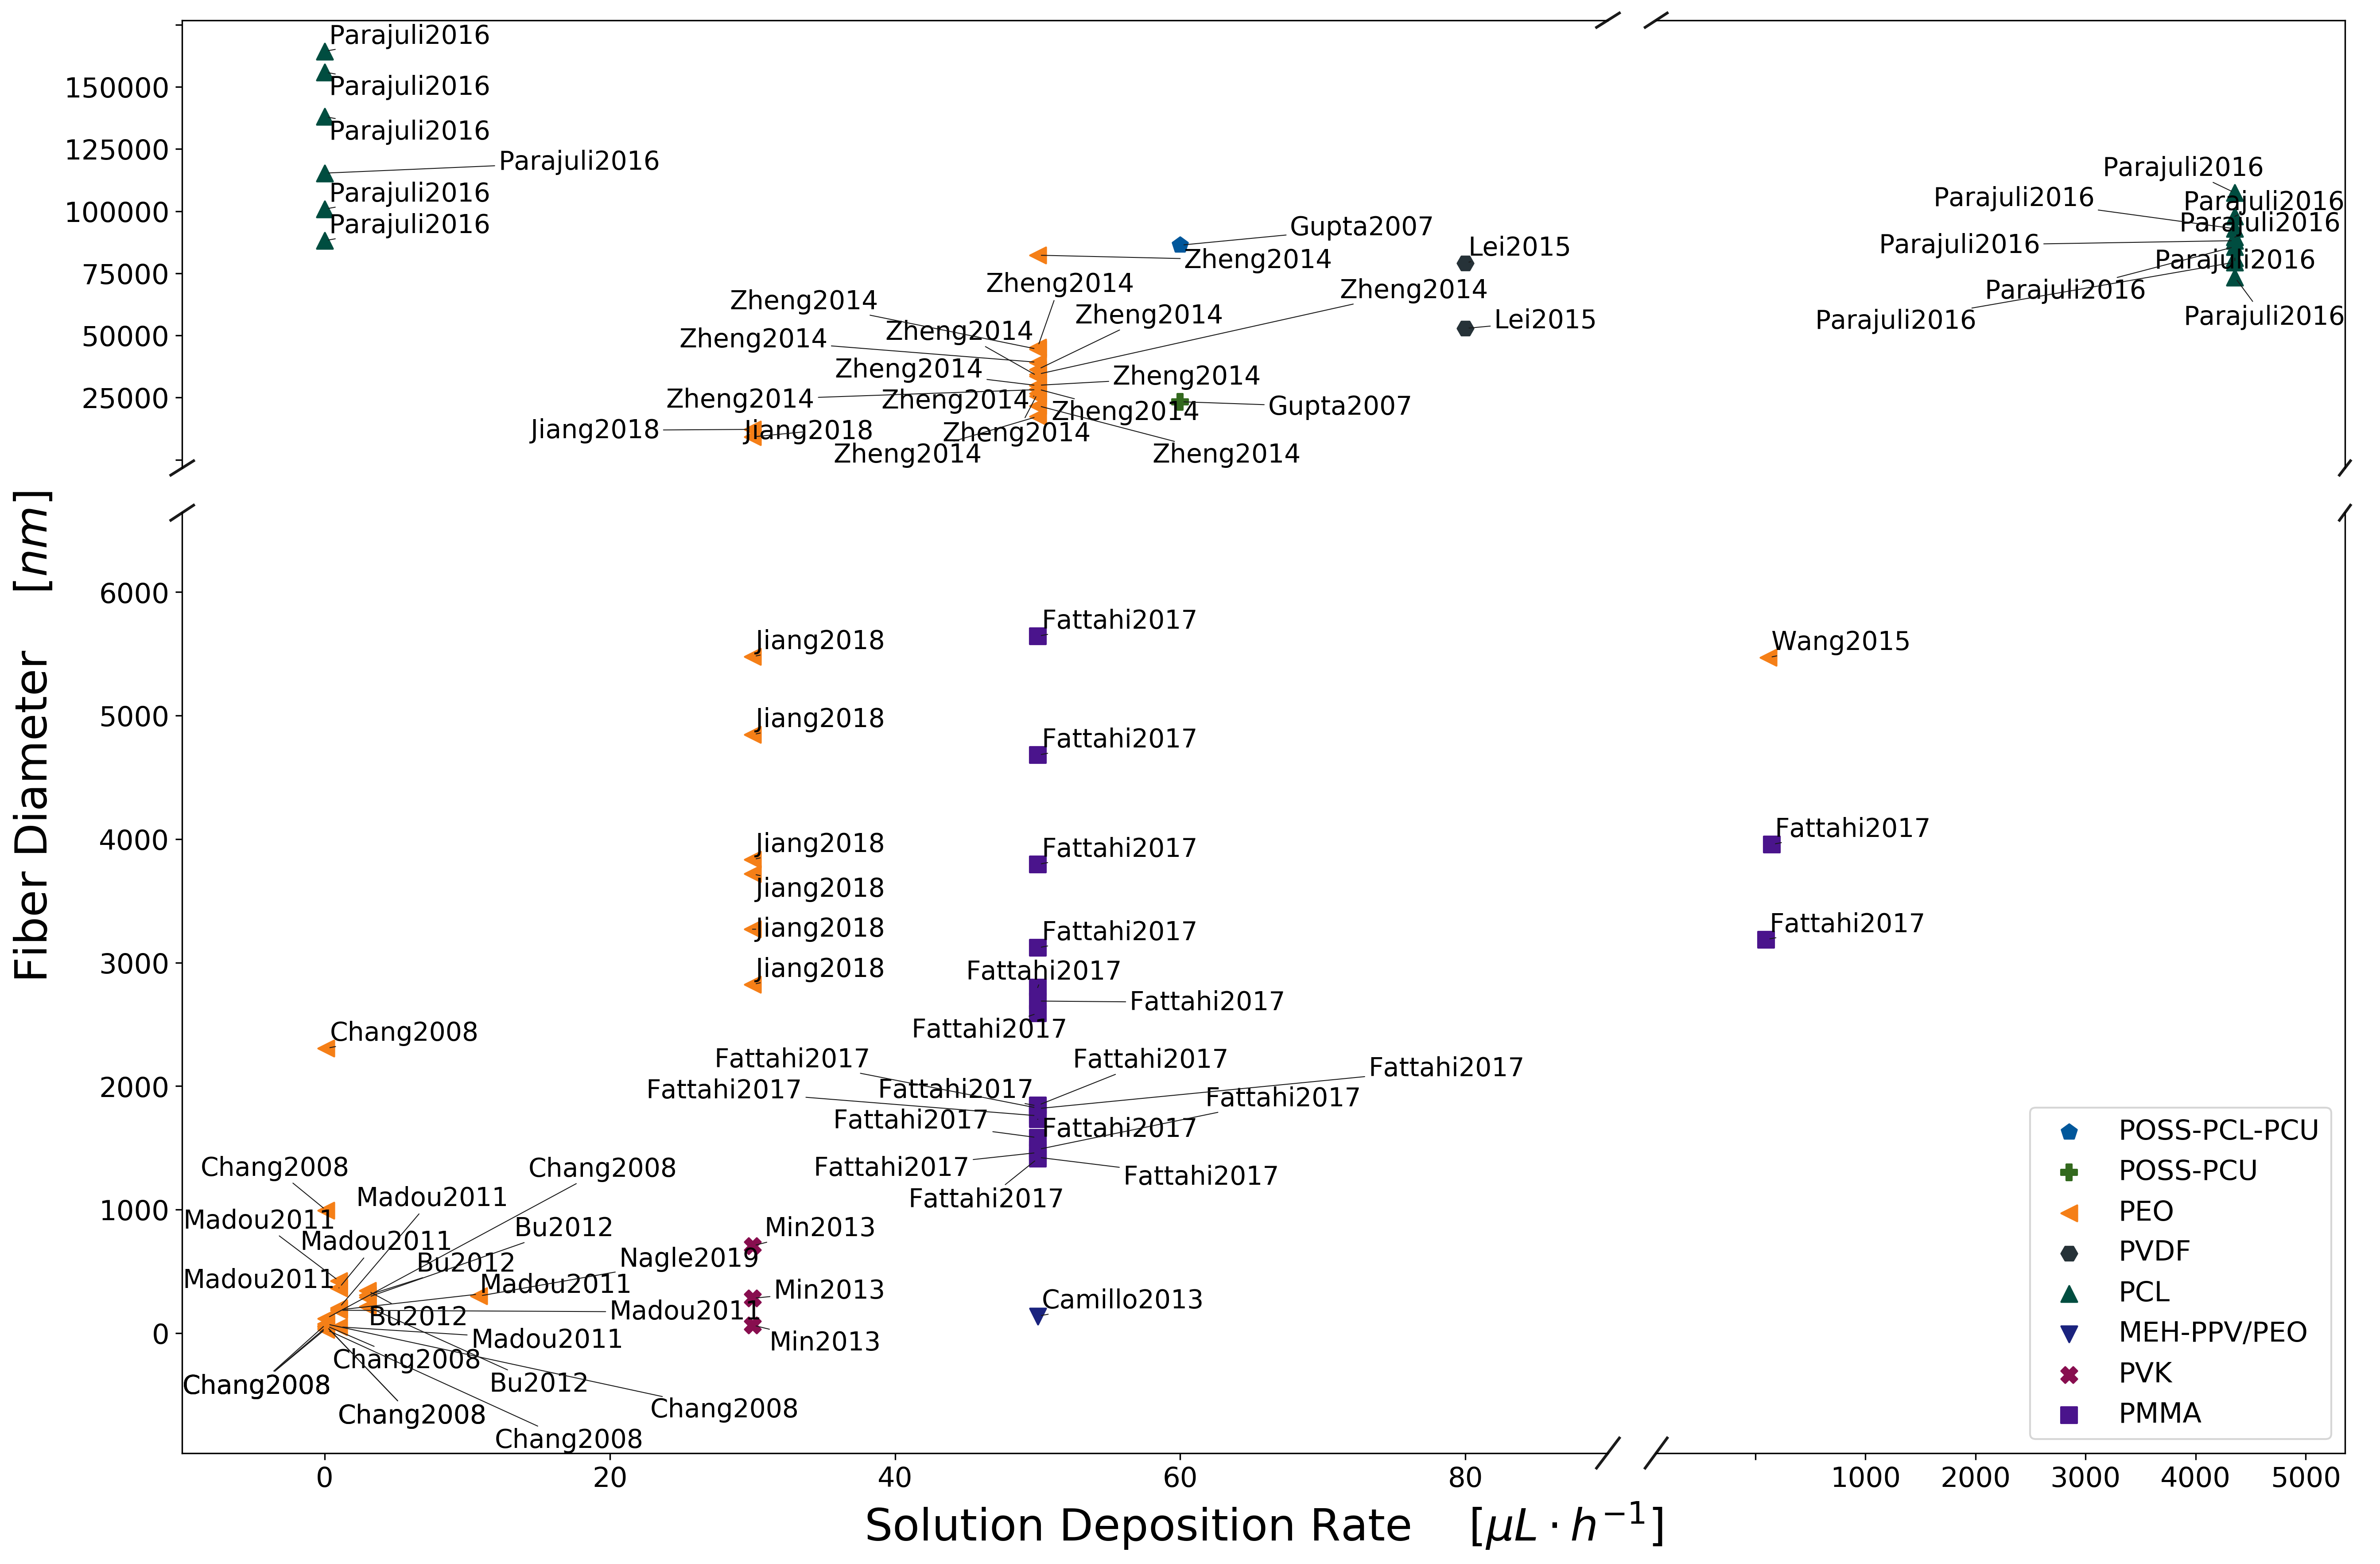 Parajuli2016
Parajuli2016
Parajuli2016
Parajuli2016
Parajuli2016
Parajuli2016
150000
125000
100000
75000
50000
25000
Parajuli2016
Parajuli2016
Parajuli2016
Parajuli2016
Parajuli2016
Parajuli2016
Parajuli2016
Parajuli2016
Parajuli2016
Gupta2007
Lei2015
Zheng2014
Zheng2014
Zheng2014
Zheng2014
Zheng2014
Lei2015
Zheng2014
Zheng2014
Zheng2014
Zheng2014
Zheng2014
Zheng2014
Zheng2014
Gupta2007
Jiang2018
Jiang2018
Zheng2014
Zheng2014
Zheng2014
Fiber Diameter [nm]
6000
5000
4000
3000
2000
1000
0
Fattahi2017
Jiang2018
Wang2015
Jiang2018
Fattahi2017
Jiang2018
Fattahi2017
Fattahi2017
Jiang2018
Jiang2018
Fattahi2017
Fattahi2017
Jiang2018
Fattahi2017
Fattahi2017
Fattahi2017
Chang2008
Fattahi2017
Fattahi2017
Fattahi2017
Fattahi2017
Fattahi2017
Fattahi2017
Fattahi2017
Fattahi2017
Fattahi2017
Fattahi2017
Fattahi2017
Chang2008
Chang2008
Madou2011
Madou2011
Bu2012
Min2013
Madou2011
Nagle2019
Bu2012
Madou2011
Madou2011
Min2013
Camillo2013
Bu2012
Madou2011
Madou2011
Min2013
Chang2008
Chang2008
Bu2012
Chang2008
Chang2008
Chang2008
POSS-PCL-PCU
POSS-PCU
PEO
PVDF
PCL
MEH-PPV/PEO
PVK
PMMA
0 20 40 60 80 1000 2000 3000 4000 5000
Solution Deposition Rate [μL · h⁻¹]